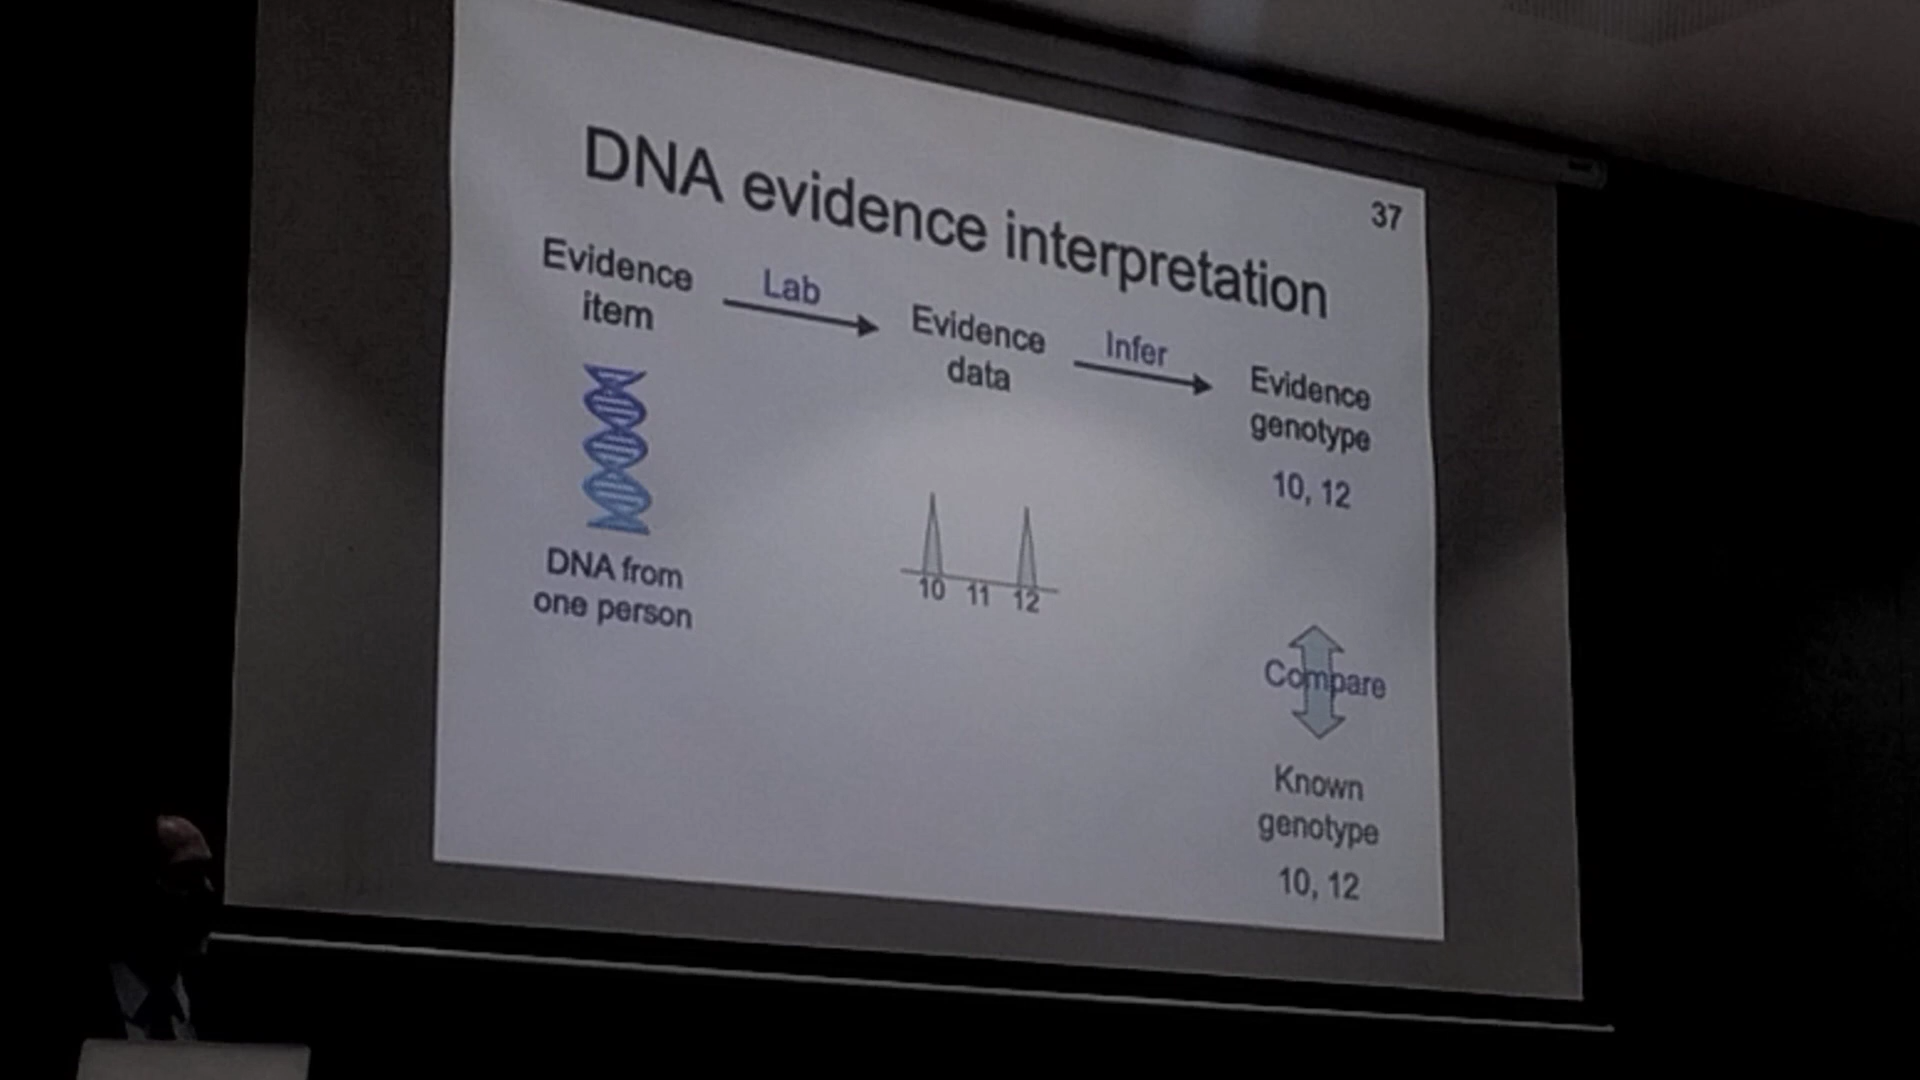 37
DNA evidence interpretation
Evidence
item
Lab
Evidence
data
Infer
Evidence
genotype
10, 12
DNA from
one person
10 11 12
Compare
Known
genotype
10, 12